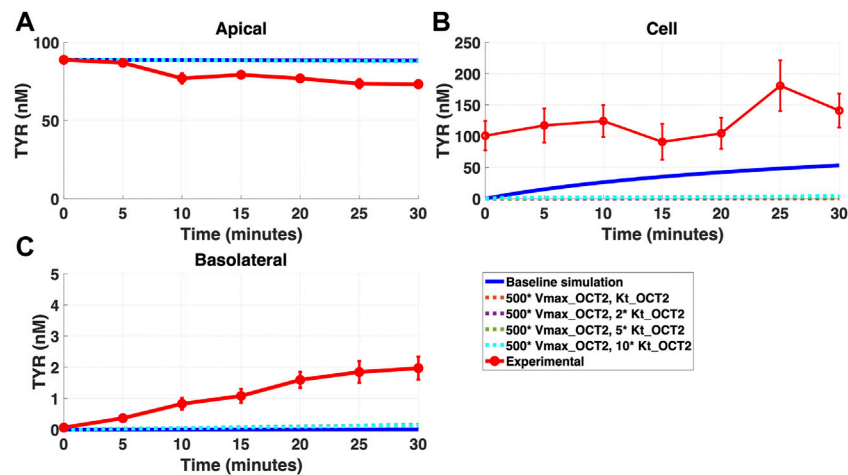 A
Apical
100
50
0
TYR (nM)
0 5 10 15 20 25 30
Time (minutes)
B
Cell
250
200
150
100
50
0
TYR (nM)
0 5 10 15 20 25 30
Time (minutes)
C
Basolateral
5
4
3
2
1
0
TYR (nM)
0 5 10 15 20 25 30
Time (minutes)
Baseline simulation
500* Vmax_OCT2, Kt_OCT2
500* Vmax_OCT2, 2* Kt_OCT2
500* Vmax_OCT2, 5* Kt_OCT2
500* Vmax_OCT2, 10* Kt_OCT2
Experimental